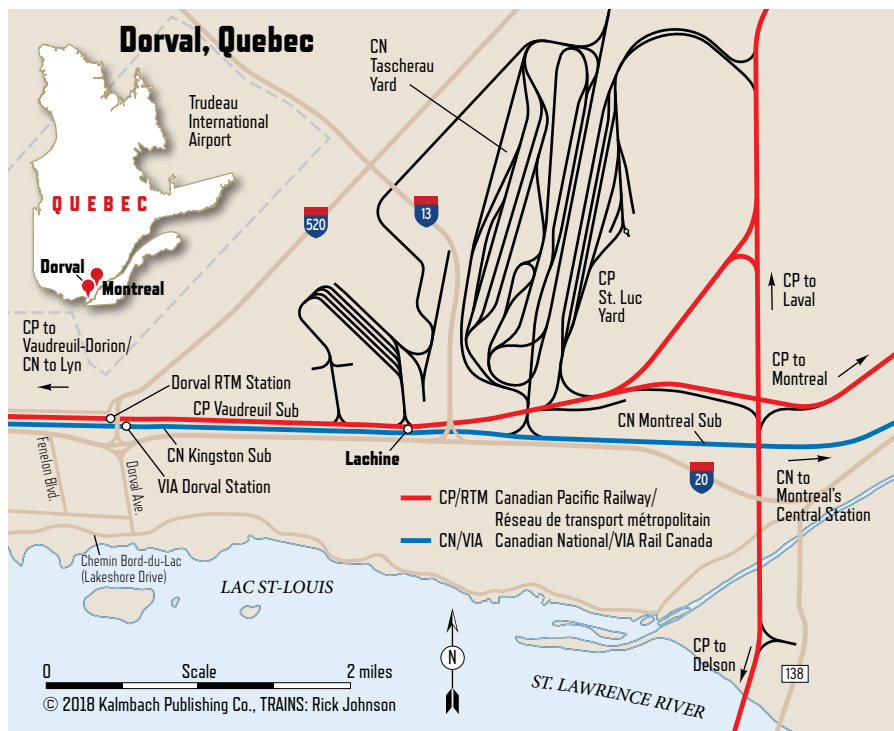 Dorval, Quebec
CN
Tascherau
Yard
Trudeau
International
Airport
QUEBEC
520
13
Dorval
Montreal
CP
St. Luc
Yard
CP to
Laval
CP to
Vaudreuil-Dorion/
CN to Lyn
CP to
Montreal
Dorval RTM Station
CP Vaudreuil Sub
CN Montreal Sub
Fenelon Blvd.
CN Kingston Sub
Lachine
VIA Dorval Station
Dorval Ave.
20
CN to
Montreal's
Central Station
CP/RTM Canadian Pacific Railway/
Réseau de transport métropolitain
CN/VIA Canadian National/VIA Rail Canada
Chemin Bord-du-Lac
(Lakeshore Drive)
LAC ST-LOUIS
N
CP to
Delson
138
ST. LAWRENCE RIVER
0 Scale 2 miles
© 2018 Kalmbach Publishing Co., TRAINS: Rick Johnson